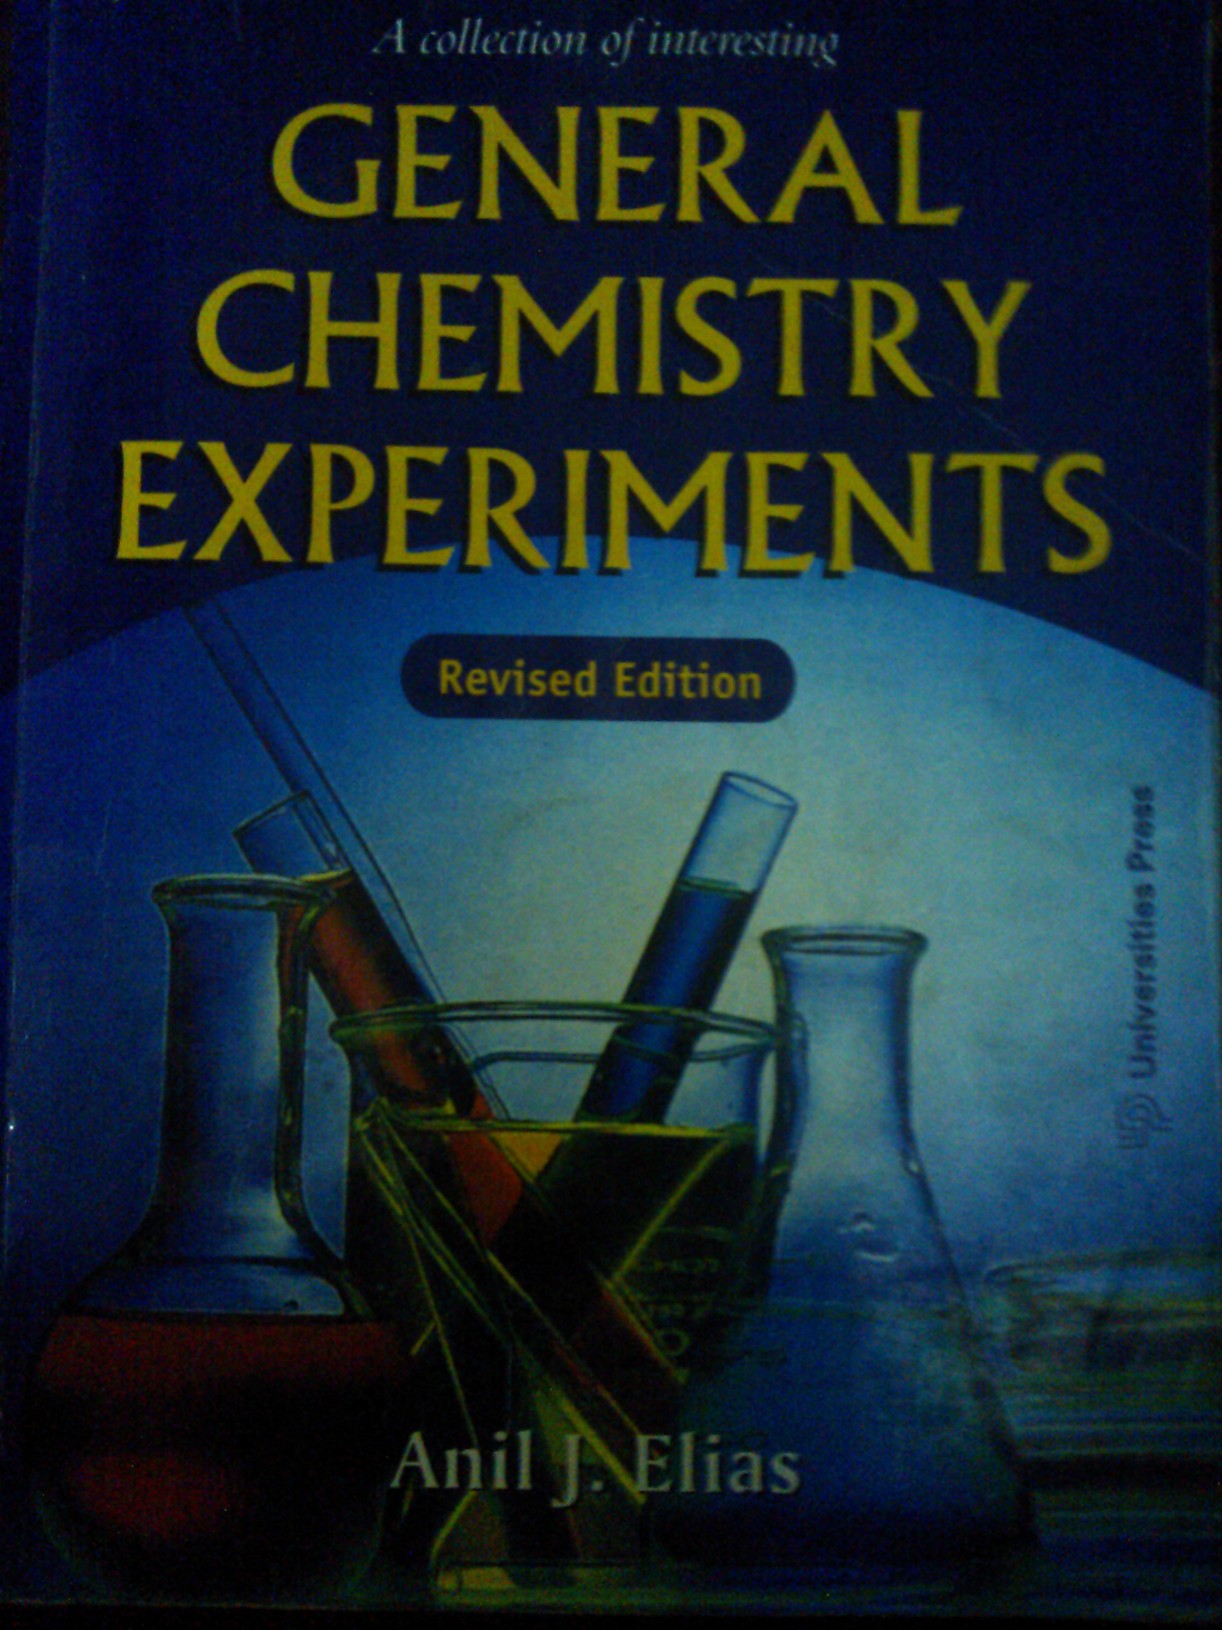 A collection of interesting
GENERAL
CHEMISTRY
EXPERIMENTS
Revised Edition
Universities Press
Anil J. Elias